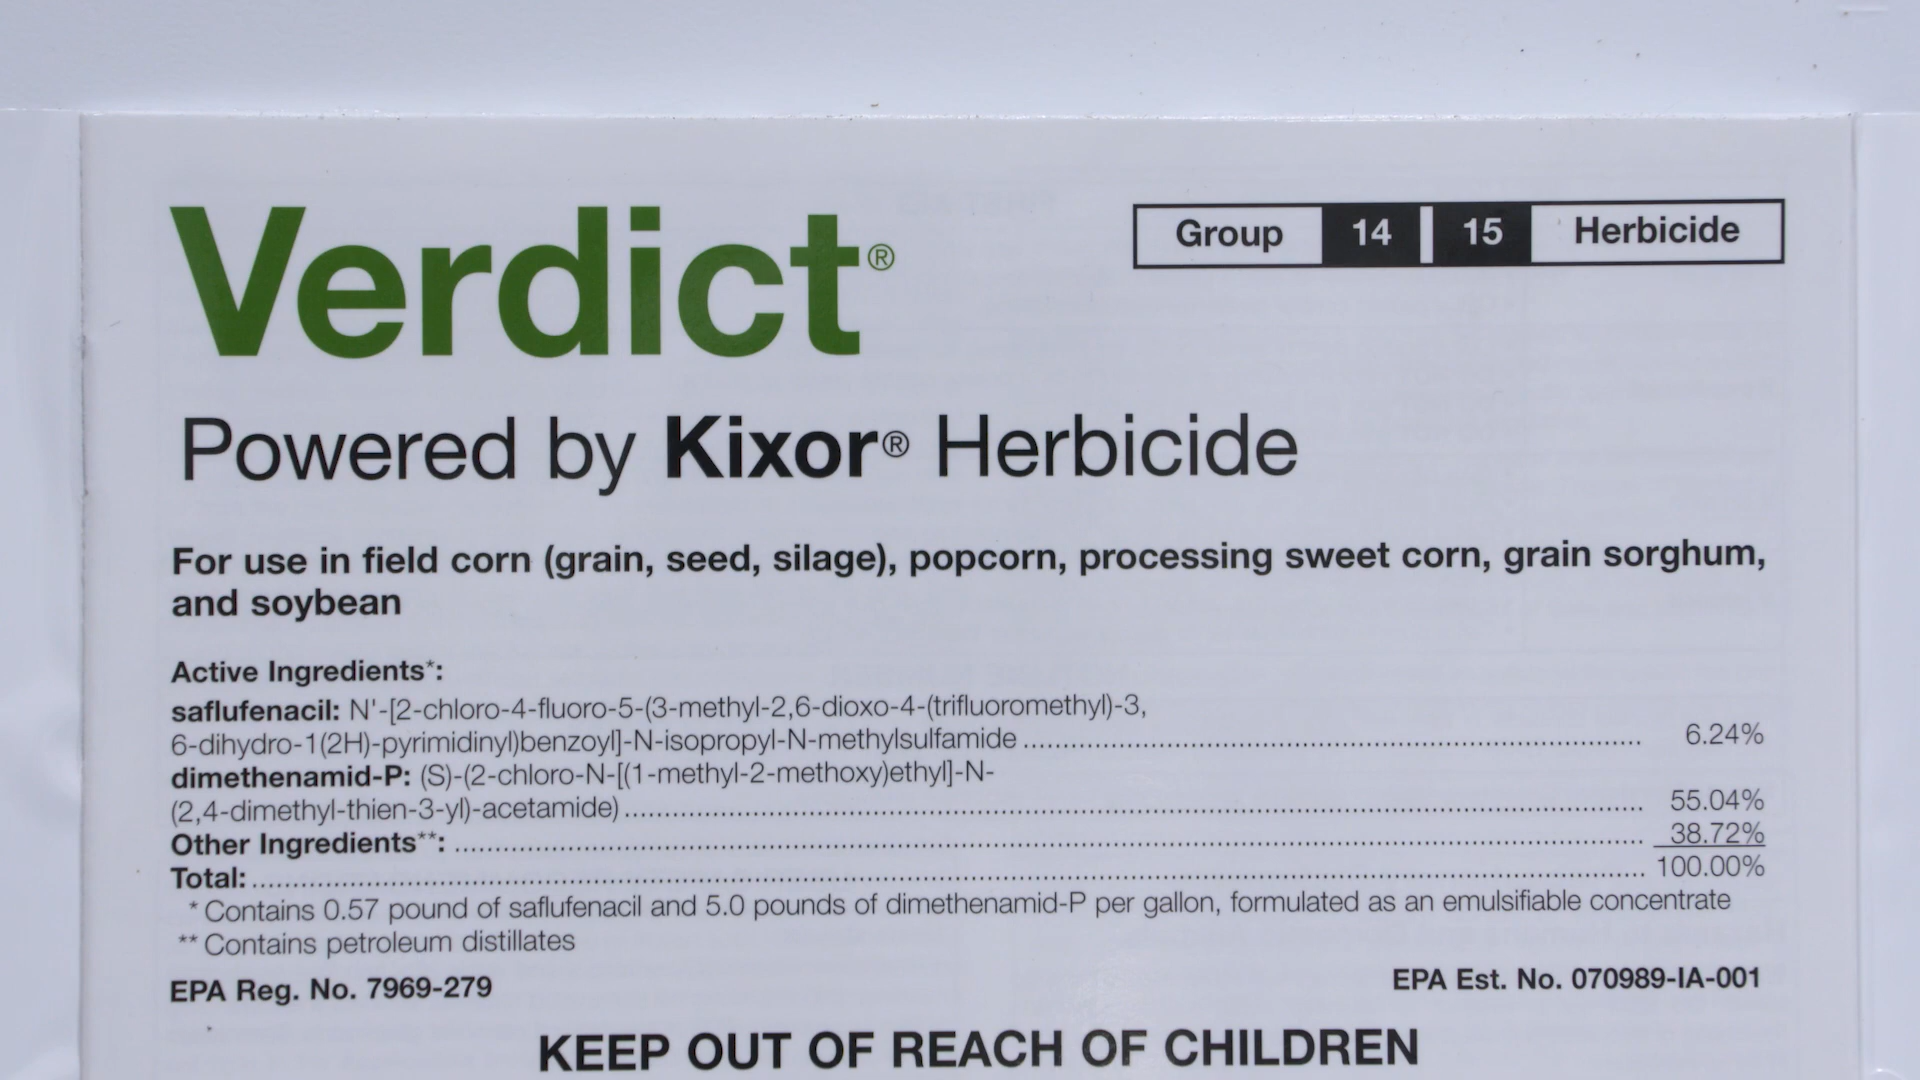 Verdict®
Group 14 15 Herbicide
Powered by Kixor® Herbicide
For use in field corn (grain, seed, silage), popcorn, processing sweet corn, grain sorghum,
and soybean
Active Ingredients*:
saflufenacil: N'-[2-chloro-4-fluoro-5-(3-methyl-2,6-dioxo-4-(trifluoromethyl)-3,
6-dihydro-1(2H)-pyrimidinyl)benzoyl]-N-isopropyl-N-methylsulfamide ........ 6.24%
dimethenamid-P: (S)-(2-chloro-N-[(1-methyl-2-methoxy)ethyl]-N-
(2,4-dimethyl-thien-3-yl)-acetamide) ........ 55.04%
Other Ingredients**: ........ 38.72%
Total: ........ 100.00%
* Contains 0.57 pound of saflufenacil and 5.0 pounds of dimethenamid-P per gallon, formulated as an emulsifiable concentrate
** Contains petroleum distillates
EPA Reg. No. 7969-279 EPA Est. No. 070989-IA-001
KEEP OUT OF REACH OF CHILDREN